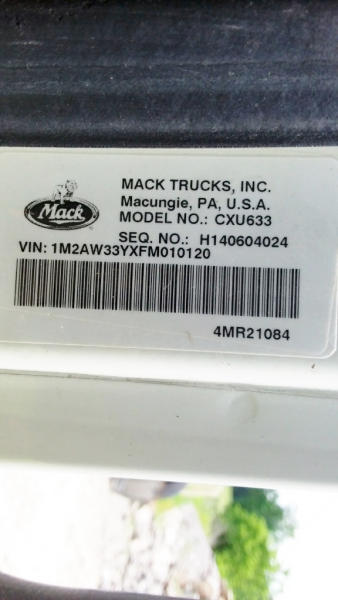 Mack
MACK TRUCKS, INC.
Macungie, PA, U.S.A.
MODEL NO.: CXU633
SEQ. NO.: H140604024
VIN: 1M2AW33YXFM010120
4MR21084